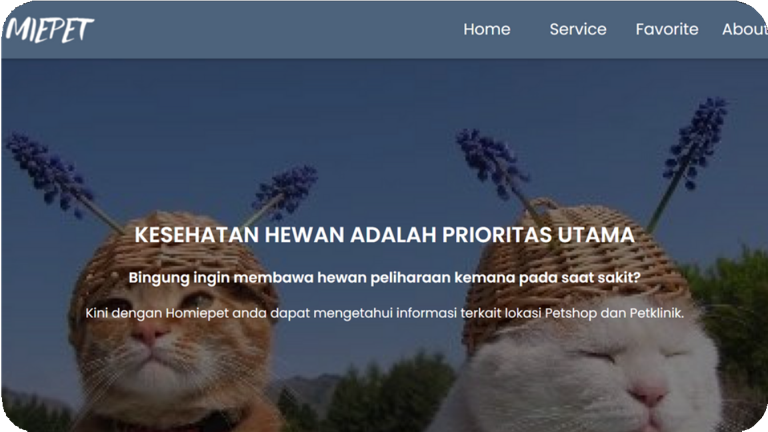 MIEPET
Home Service Favorite About
KESEHATAN HEWAN ADALAH PRIORITAS UTAMA
Bingung ingin membawa hewan peliharaan kemana pada saat sakit?
Kini dengan Homiepet anda dapat mengetahui informasi terkait lokasi Petshop dan Petklinik.